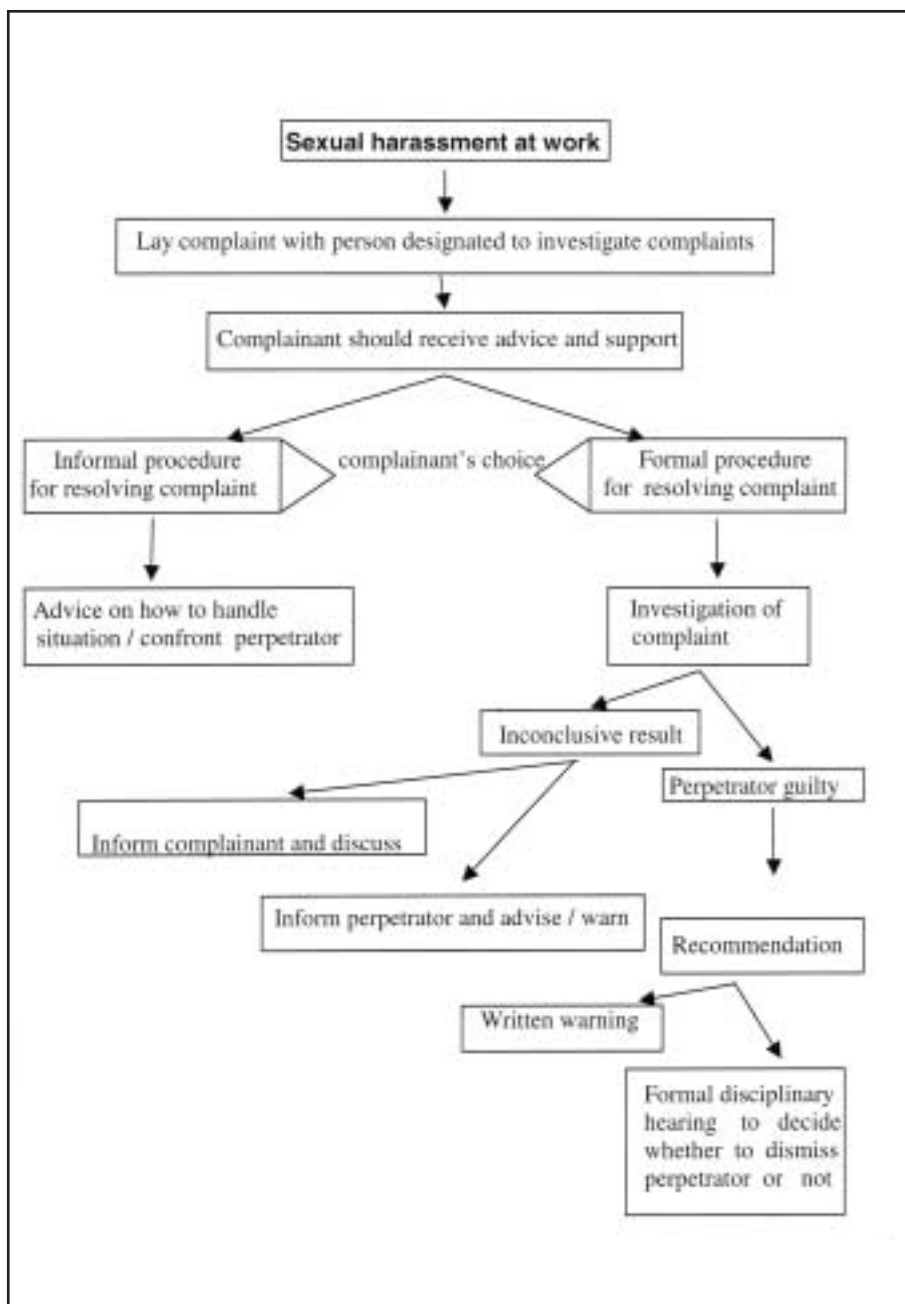 Sexual harassment at work
Lay complaint with person designated to investigate complaints
Complainant should receive advice and support
Informal procedure
for resolving complaint
complainant's choice
Formal procedure
for resolving complaint
Advice on how to handle
situation / confront perpetrator
Investigation of
complaint
Inconclusive result
Perpetrator guilty
Inform complainant and discuss
Inform perpetrator and advise / warn
Recommendation
Written warning
Formal disciplinary
hearing to decide
whether to dismiss
perpetrator or not